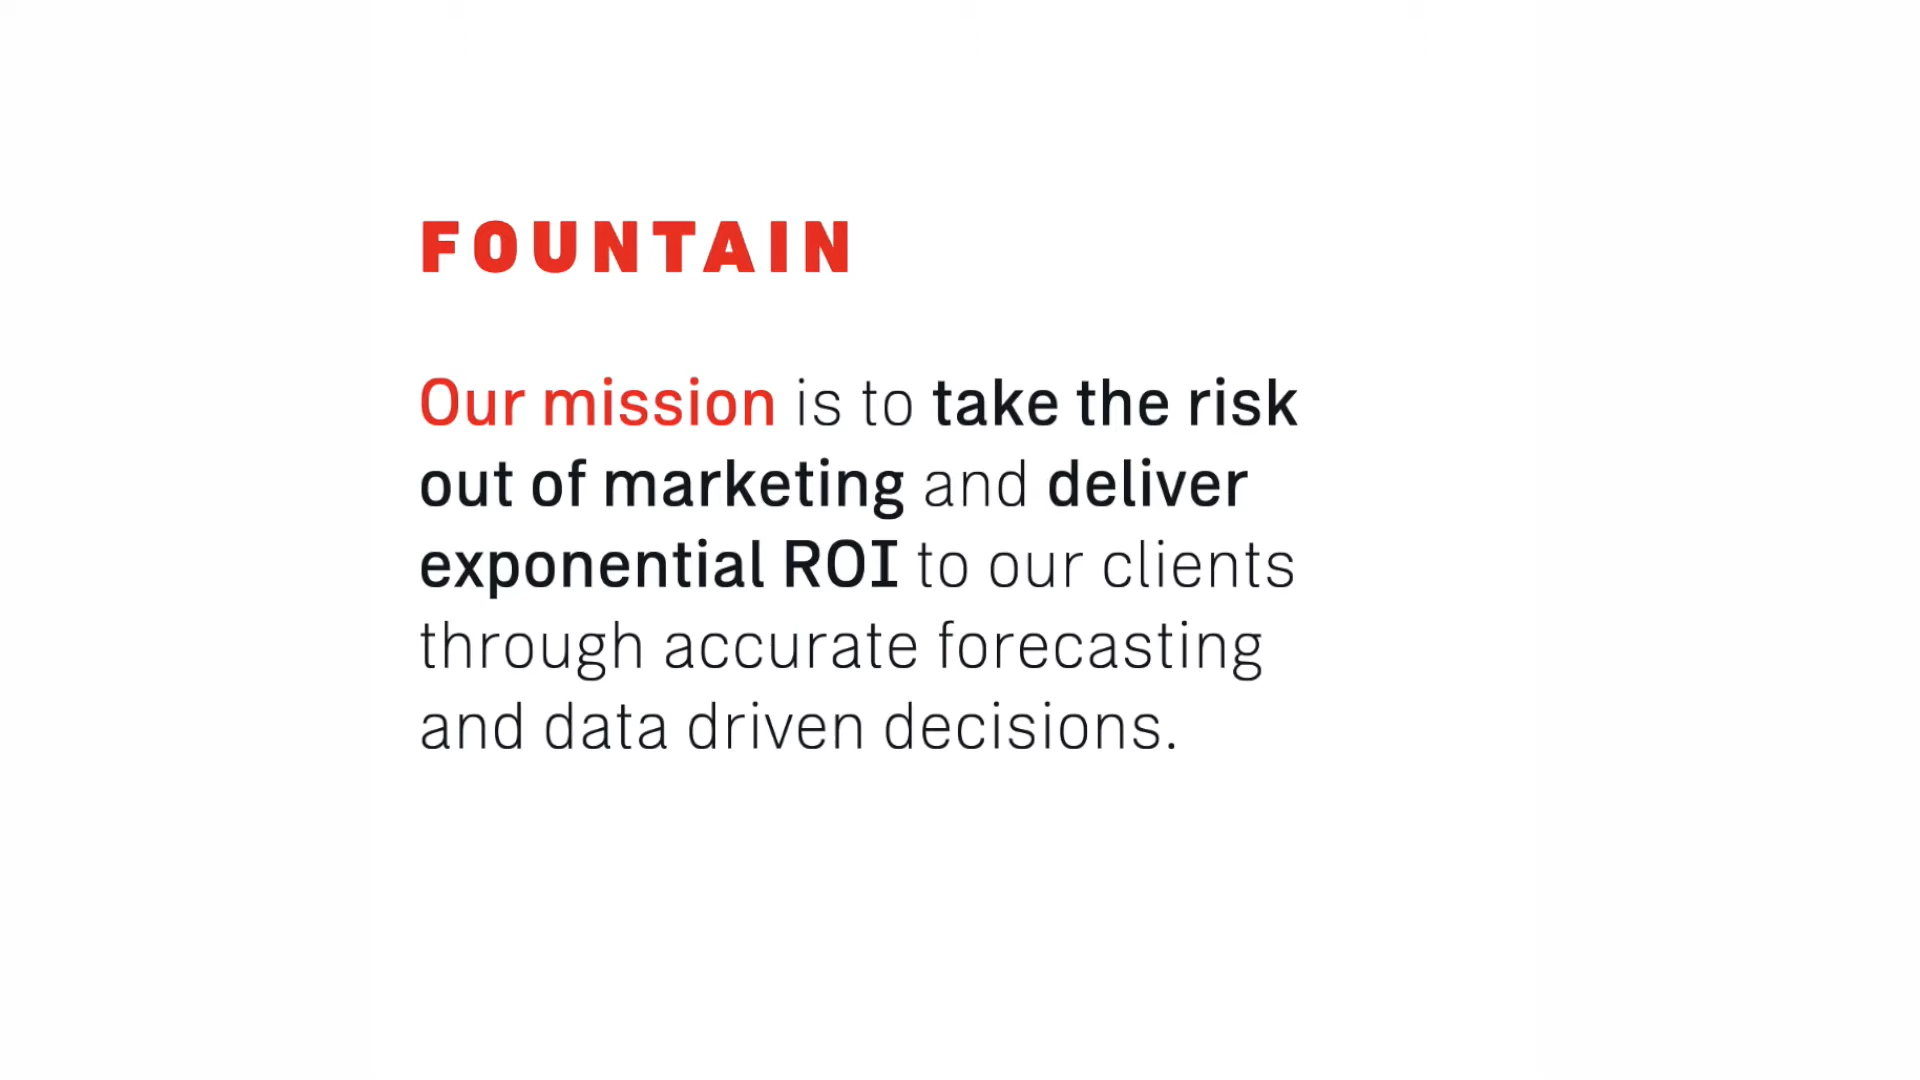 FOUNTAIN
Our mission is to take the risk
out of marketing and deliver
exponential ROI to our clients
through accurate forecasting
and data driven decisions.